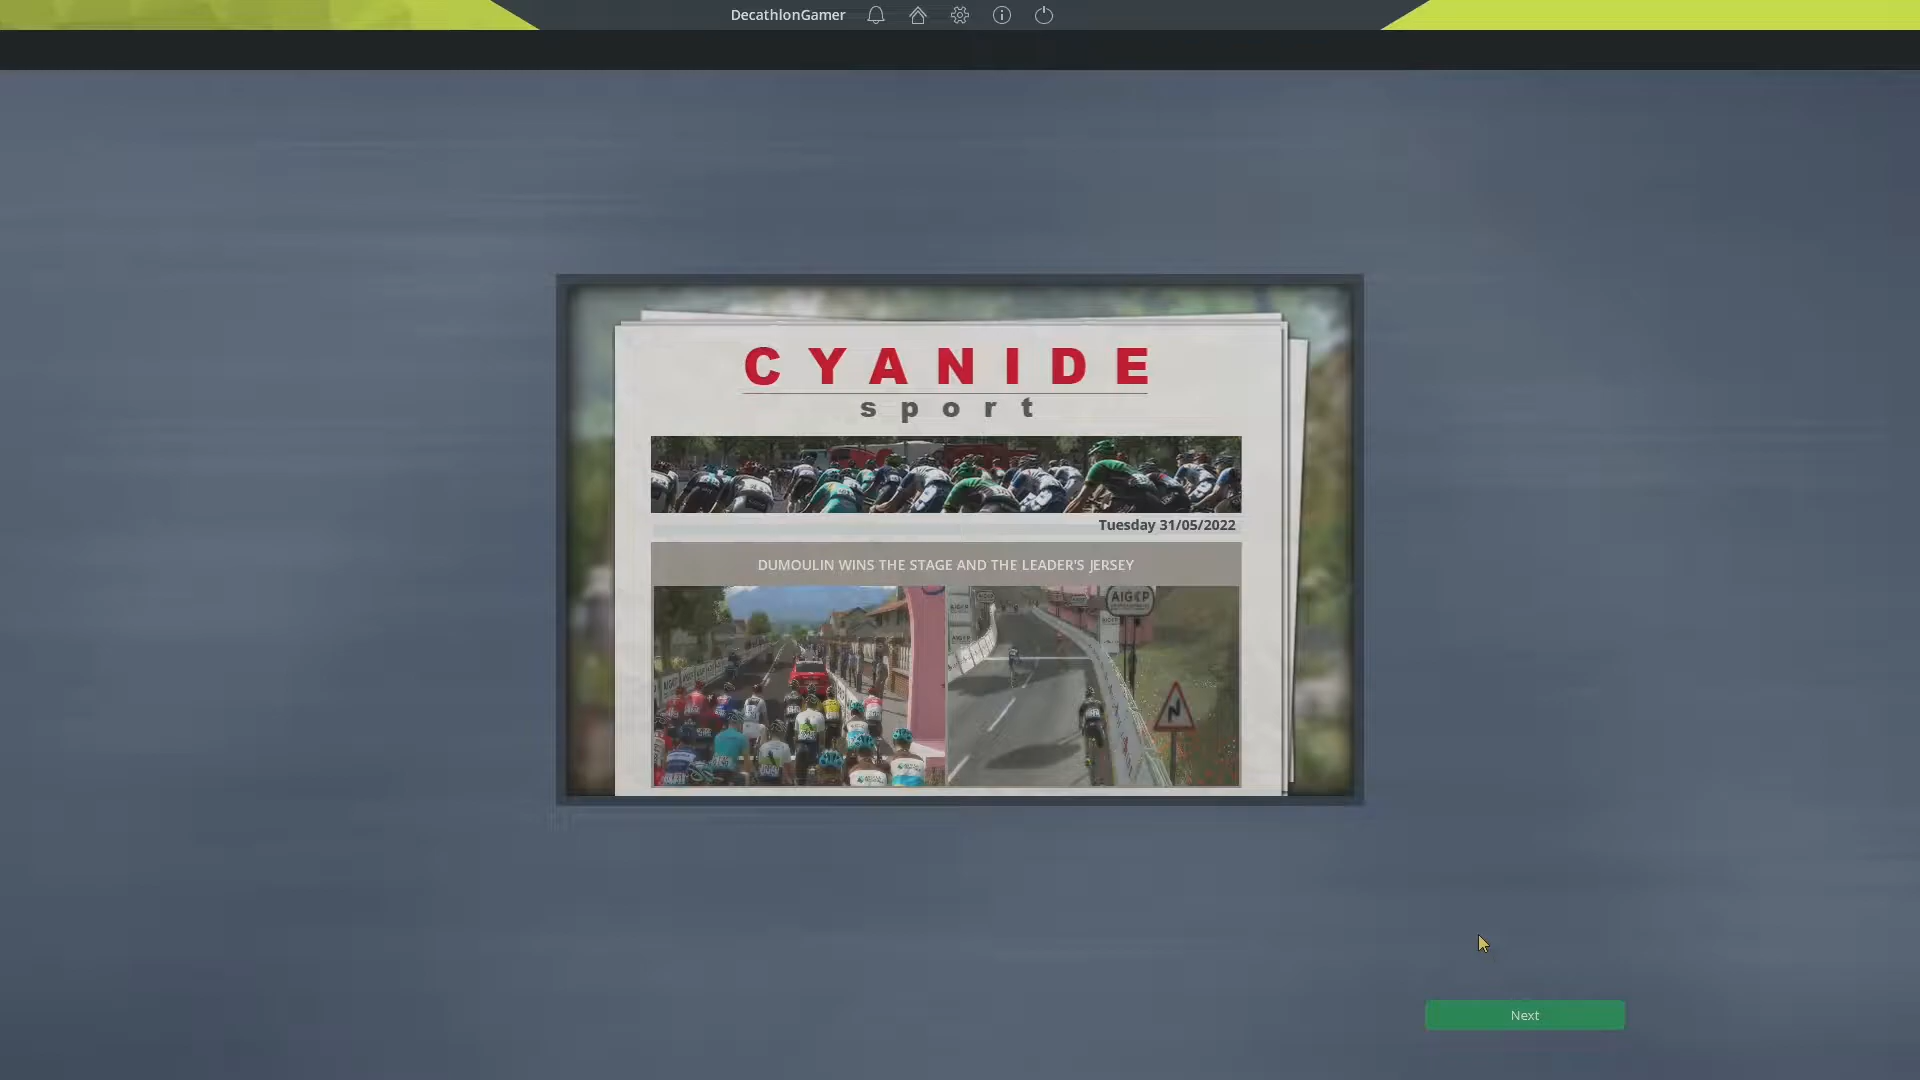 DecathlonGamer
CYANIDE
sport
Tuesday 31/05/2022
DUMOULIN WINS THE STAGE AND THE LEADER'S JERSEY
AIGCP
Next